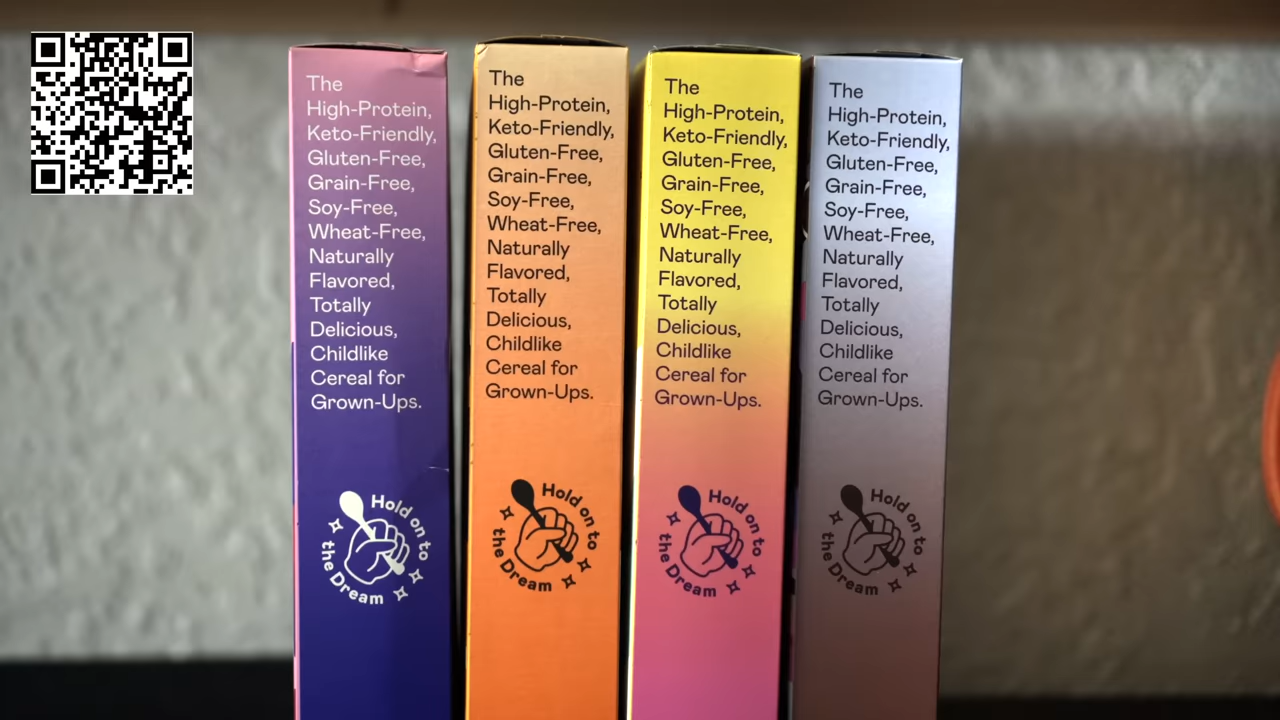 The
High-Protein,
Keto-Friendly,
Gluten-Free,
Grain-Free,
Soy-Free,
Wheat-Free,
Naturally
Flavored,
Totally
Delicious,
Childlike
Cereal for
Grown-Ups.
Hold on to
the Dream
The
High-Protein,
Keto-Friendly,
Gluten-Free,
Grain-Free,
Soy-Free,
Wheat-Free,
Naturally
Flavored,
Totally
Delicious,
Childlike
Cereal for
Grown-Ups.
Hold on to
the Dream
The
High-Protein,
Keto-Friendly,
Gluten-Free,
Grain-Free,
Soy-Free,
Wheat-Free,
Naturally
Flavored,
Totally
Delicious,
Childlike
Cereal for
Grown-Ups.
Hold on to
the Dream
The
High-Protein,
Keto-Friendly,
Gluten-Free,
Grain-Free,
Soy-Free,
Wheat-Free,
Naturally
Flavored,
Totally
Delicious,
Childlike
Cereal for
Grown-Ups.
Hold on to
the Dream